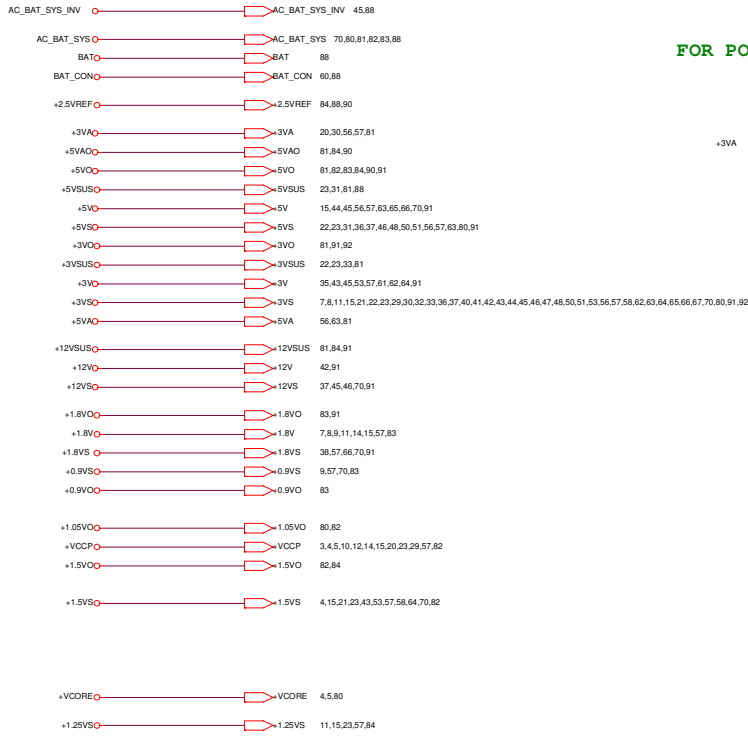 AC_BAT_SYS_INV AC_BAT_SYS_INV 45,88
AC_BAT_SYS AC_BAT_SYS 70,80,81,82,83,88
FOR PO
BAT BAT 88
BAT_CON BAT_CON 60,88
+2.5VREF +2.5VREF 84,88,90
+3VA +3VA 20,30,56,57,81
+3VA
+5VAO +5VAO 81,84,90
+5VO +5VO 81,82,83,84,90,91
+5VSUS +5VSUS 23,31,81,88
+5V +5V 15,44,45,56,57,63,65,66,70,91
+5VS +5VS 22,23,31,36,37,46,48,50,51,56,57,63,80,91
+3VO +3VO 81,91,92
+3VSUS +3VSUS 22,23,33,81
+3V +3V 35,43,45,53,57,61,62,64,91
+3VS +3VS 7,8,11,15,21,22,23,29,30,32,33,36,37,40,41,42,43,44,45,46,47,48,50,51,53,56,57,58,62,63,64,65,66,67,70,80,91,92
+5VA +5VA 56,63,81
+12VSUS +12VSUS 81,84,91
+12V +12V 42,91
+12VS +12VS 37,45,46,70,91
+1.8VO +1.8VO 83,91
+1.8V +1.8V 7,8,9,11,14,15,57,83
+1.8VS +1.8VS 38,57,66,70,91
+0.9VS +0.9VS 9,57,70,83
+0.9VO +0.9VO 83
+1.05VO +1.05VO 80,82
+VCCP +VCCP 3,4,5,10,12,14,15,20,23,29,57,82
+1.5VO +1.5VO 82,84
+1.5VS +1.5VS 4,15,21,23,43,53,57,58,64,70,82
+VCORE +VCORE 4,5,80
+1.25VS +1.25VS 11,15,23,57,84